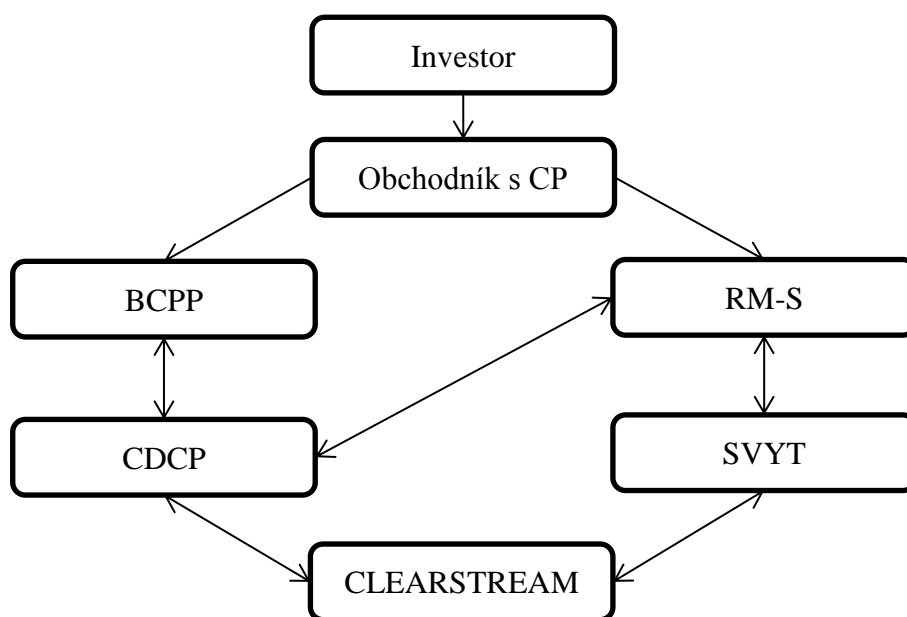 Investor
Obchodník s CP
BCPP
RM-S
CDCP
SVYT
CLEARSTREAM